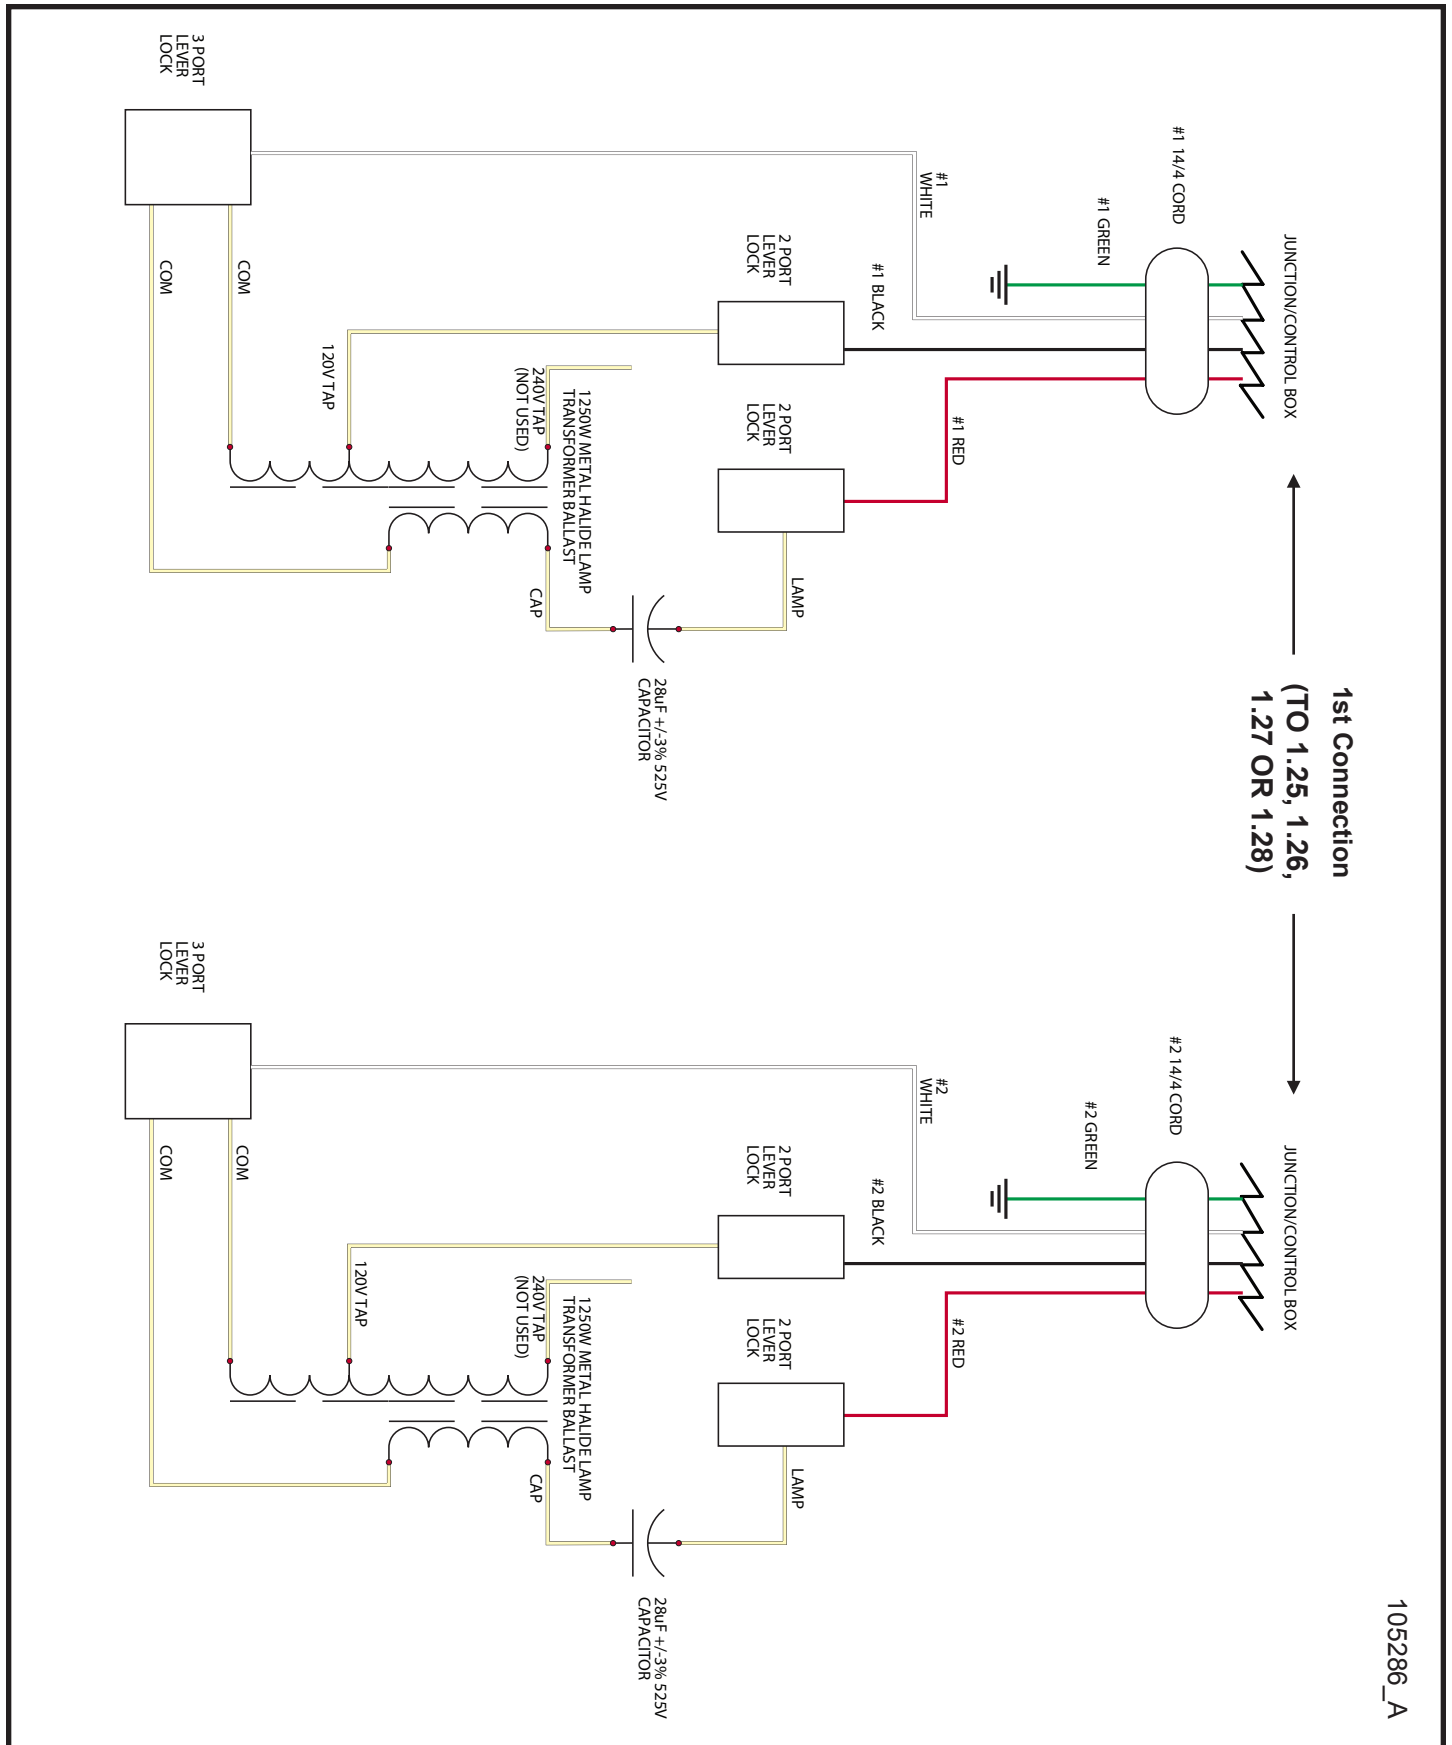 105286_A
1st Connection
(TO 1.25, 1.26,
1.27 OR 1.28)
JUNCTION/CONTROL BOX
#1 14/4 CORD
#1 GREEN
#1
WHITE
#1 BLACK
#1 RED
2 PORT
LEVER
LOCK
2 PORT
LEVER
LOCK
LAMP
28uF +/-3% 525V
CAPACITOR
1250W METAL HALIDE LAMP
TRANSFORMER BALLAST
240V TAP
(NOT USED)
CAP
120V TAP
COM
COM
3 PORT
LEVER
LOCK
JUNCTION/CONTROL BOX
#2 14/4 CORD
#2 GREEN
#2
WHITE
#2 BLACK
#2 RED
2 PORT
LEVER
LOCK
2 PORT
LEVER
LOCK
LAMP
28uF +/-3% 525V
CAPACITOR
1250W METAL HALIDE LAMP
TRANSFORMER BALLAST
240V TAP
(NOT USED)
CAP
120V TAP
COM
COM
3 PORT
LEVER
LOCK